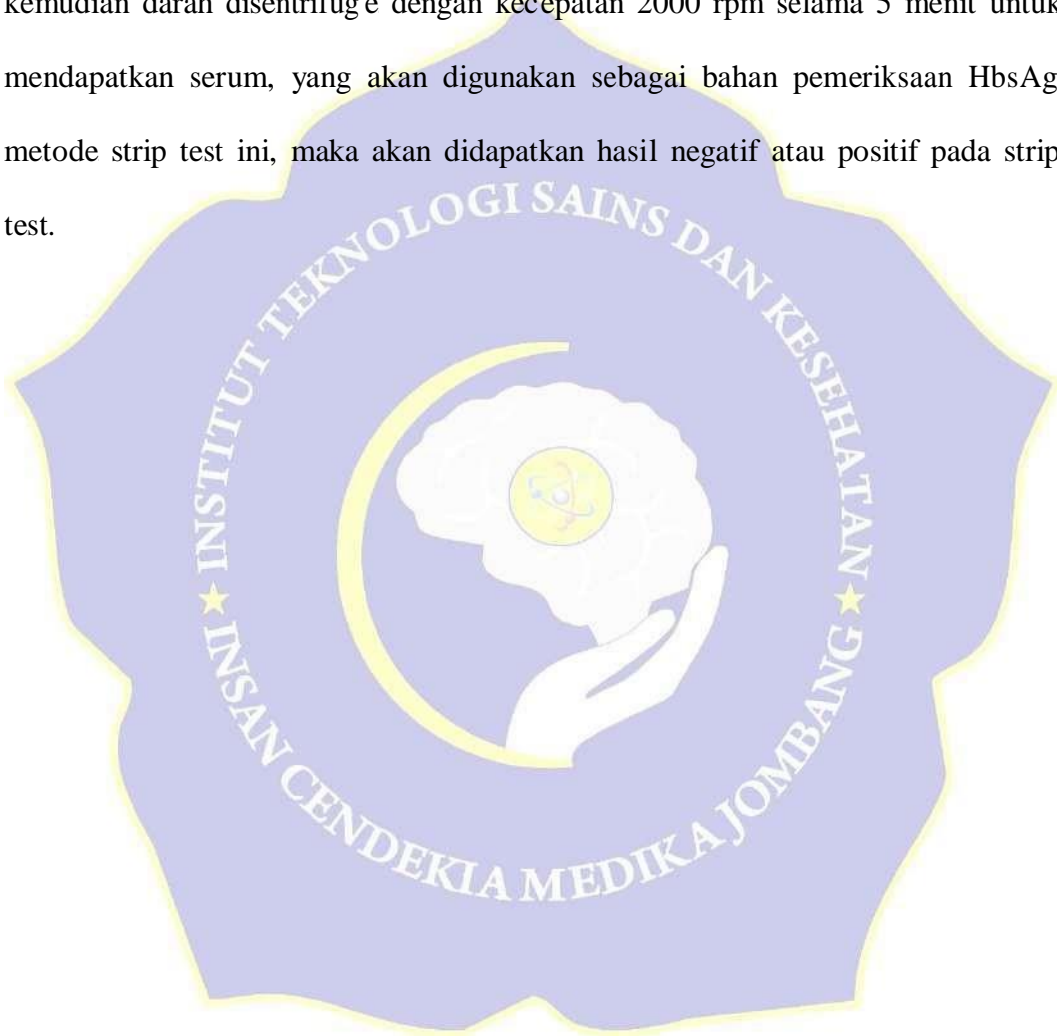 kemudian darah disentrifug e dengan kecepatan 2000 rpm selama 5 menit untuk
mendapatkan serum, yang akan digunakan sebagai bahan pemeriksaan HbsAg
metode strip test ini, maka akan didapatkan hasil negatif atau positif pada strip
test.
INSTITUT TEKNOLOGI SAINS DAN KESEHATAN
INSAN CENDEKIA MEDIKA JOMBANG